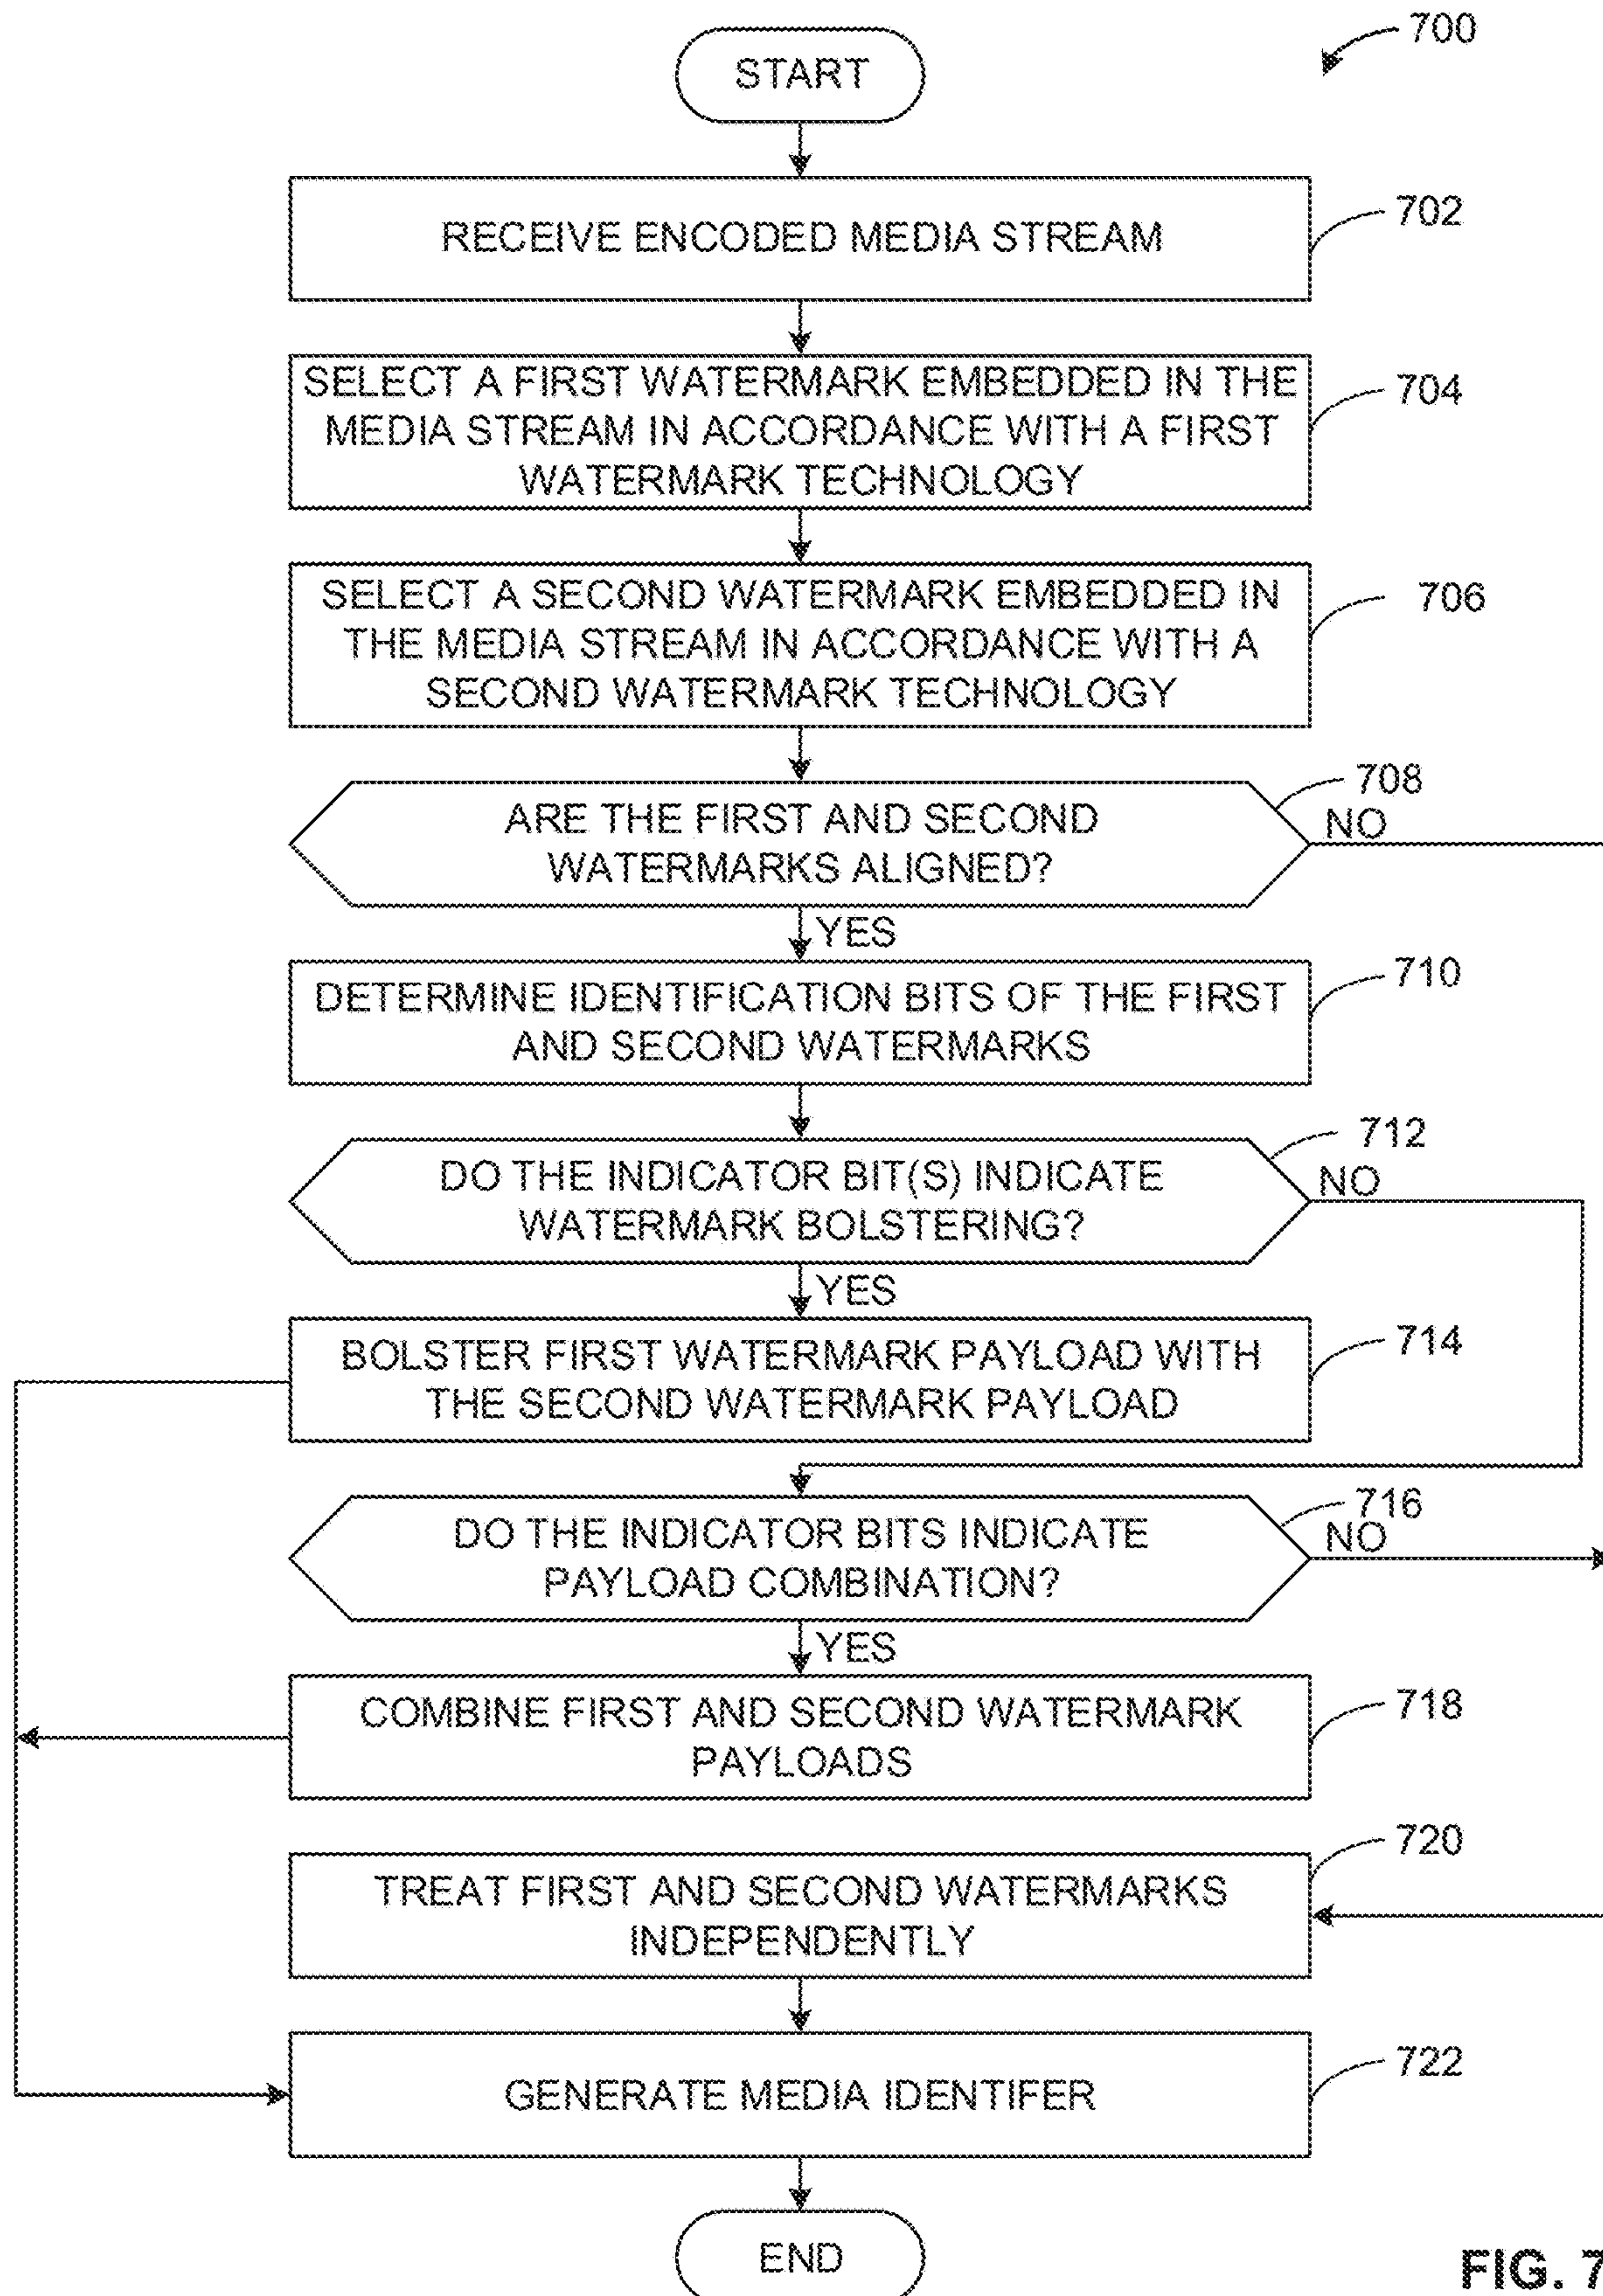 700
START
RECEIVE ENCODED MEDIA STREAM
702
SELECT A FIRST WATERMARK EMBEDDED IN THE
MEDIA STREAM IN ACCORDANCE WITH A FIRST
WATERMARK TECHNOLOGY
704
SELECT A SECOND WATERMARK EMBEDDED IN
THE MEDIA STREAM IN ACCORDANCE WITH A
SECOND WATERMARK TECHNOLOGY
706
ARE THE FIRST AND SECOND
WATERMARKS ALIGNED?
708
NO
YES
DETERMINE IDENTIFICATION BITS OF THE FIRST
AND SECOND WATERMARKS
710
DO THE INDICATOR BIT(S) INDICATE
WATERMARK BOLSTERING?
712
NO
YES
BOLSTER FIRST WATERMARK PAYLOAD WITH
THE SECOND WATERMARK PAYLOAD
714
DO THE INDICATOR BITS INDICATE
PAYLOAD COMBINATION?
716
NO
YES
COMBINE FIRST AND SECOND WATERMARK
PAYLOADS
718
TREAT FIRST AND SECOND WATERMARKS
INDEPENDENTLY
720
GENERATE MEDIA IDENTIFER
722
END
FIG. 7